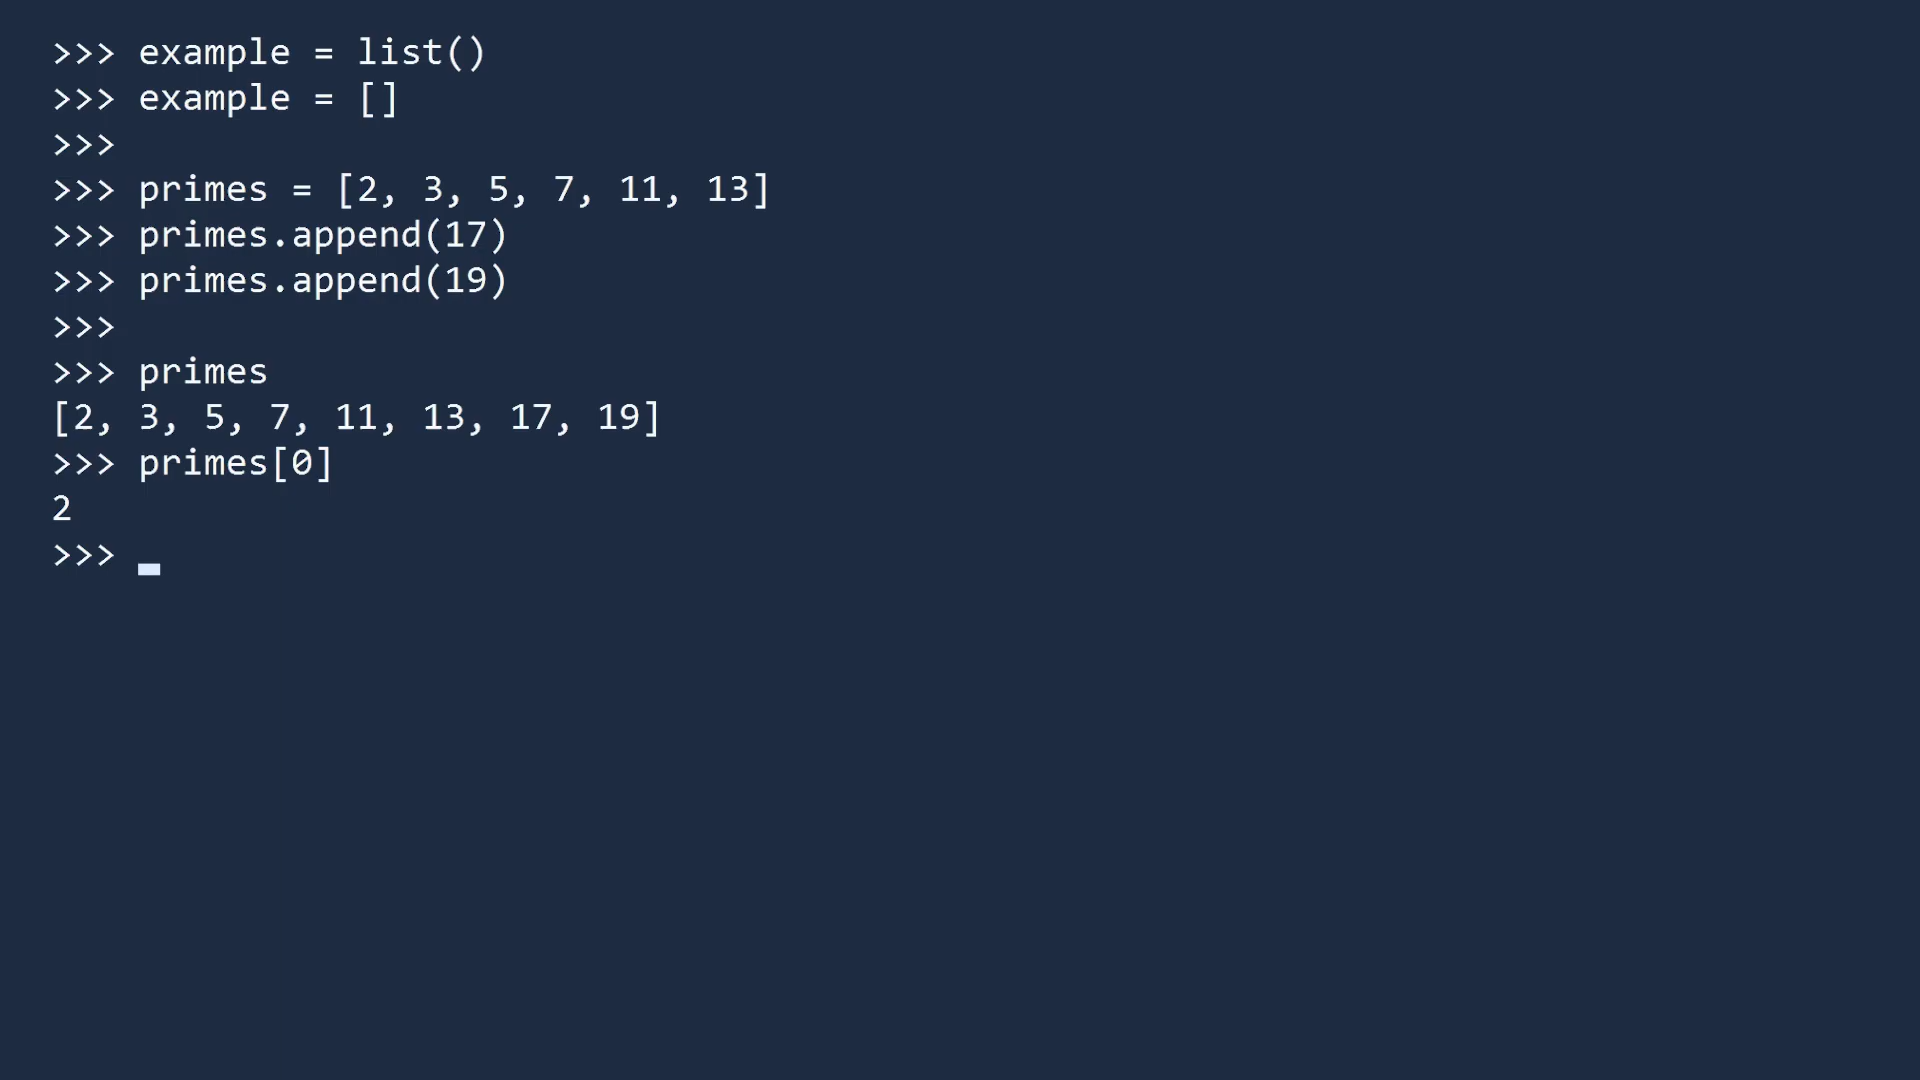 >>> example = list()
>>> example = []
>>>
>>> primes = [2, 3, 5, 7, 11, 13]
>>> primes.append(17)
>>> primes.append(19)
>>>
>>> primes
[2, 3, 5, 7, 11, 13, 17, 19]
>>> primes[0]
2
>>>